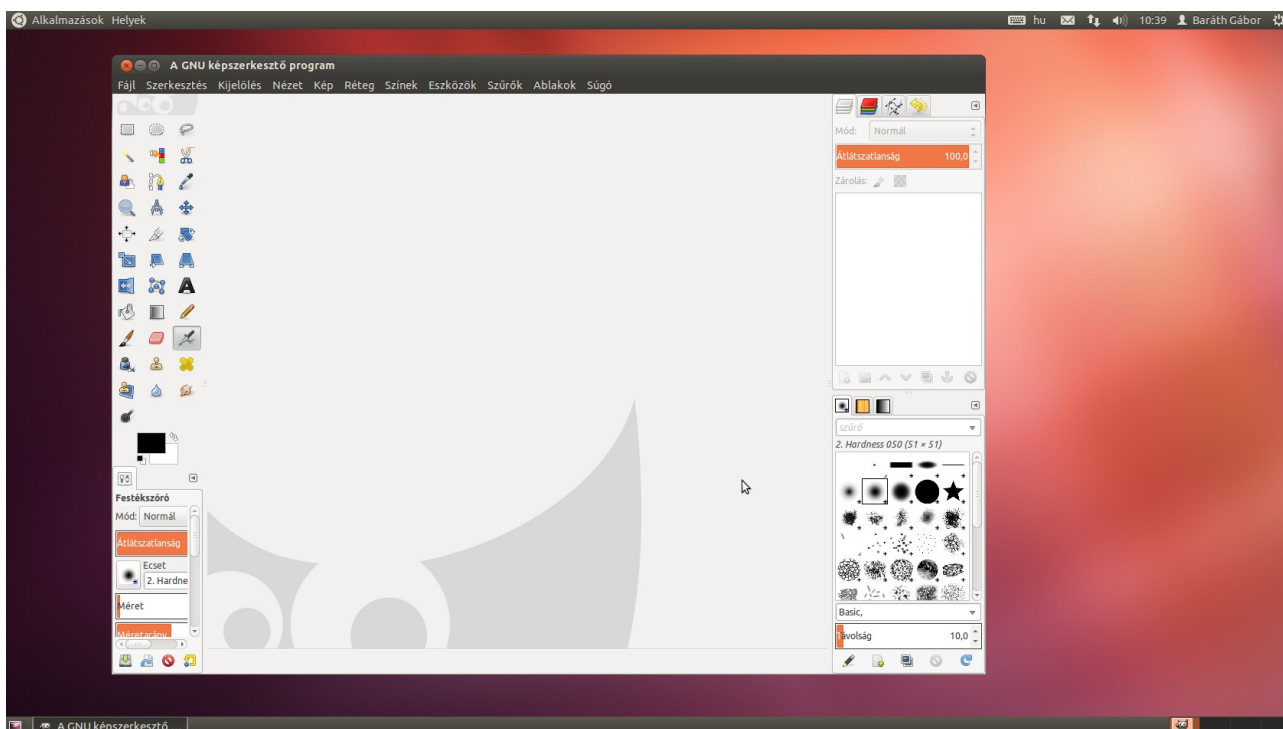 Alkalmazások Helyek
hu 10:39 Baráth Gábor
A GNU képszerkesztő program
Fájl Szerkesztés Kijelölés Nézet Kép Réteg Színek Eszközök Szűrők Ablakok Súgó
Mód: Normál
Átlátszatlanság 100,0
Zárolás:
szűrő
2. Hardness 050 (51 × 51)
Festékszóró
Mód: Normál
Átlátszatlanság
Ecset
2. Hardne
Méret
Méretarány
Basic,
Távolság 10,0
A GNU képszerkesztő ...